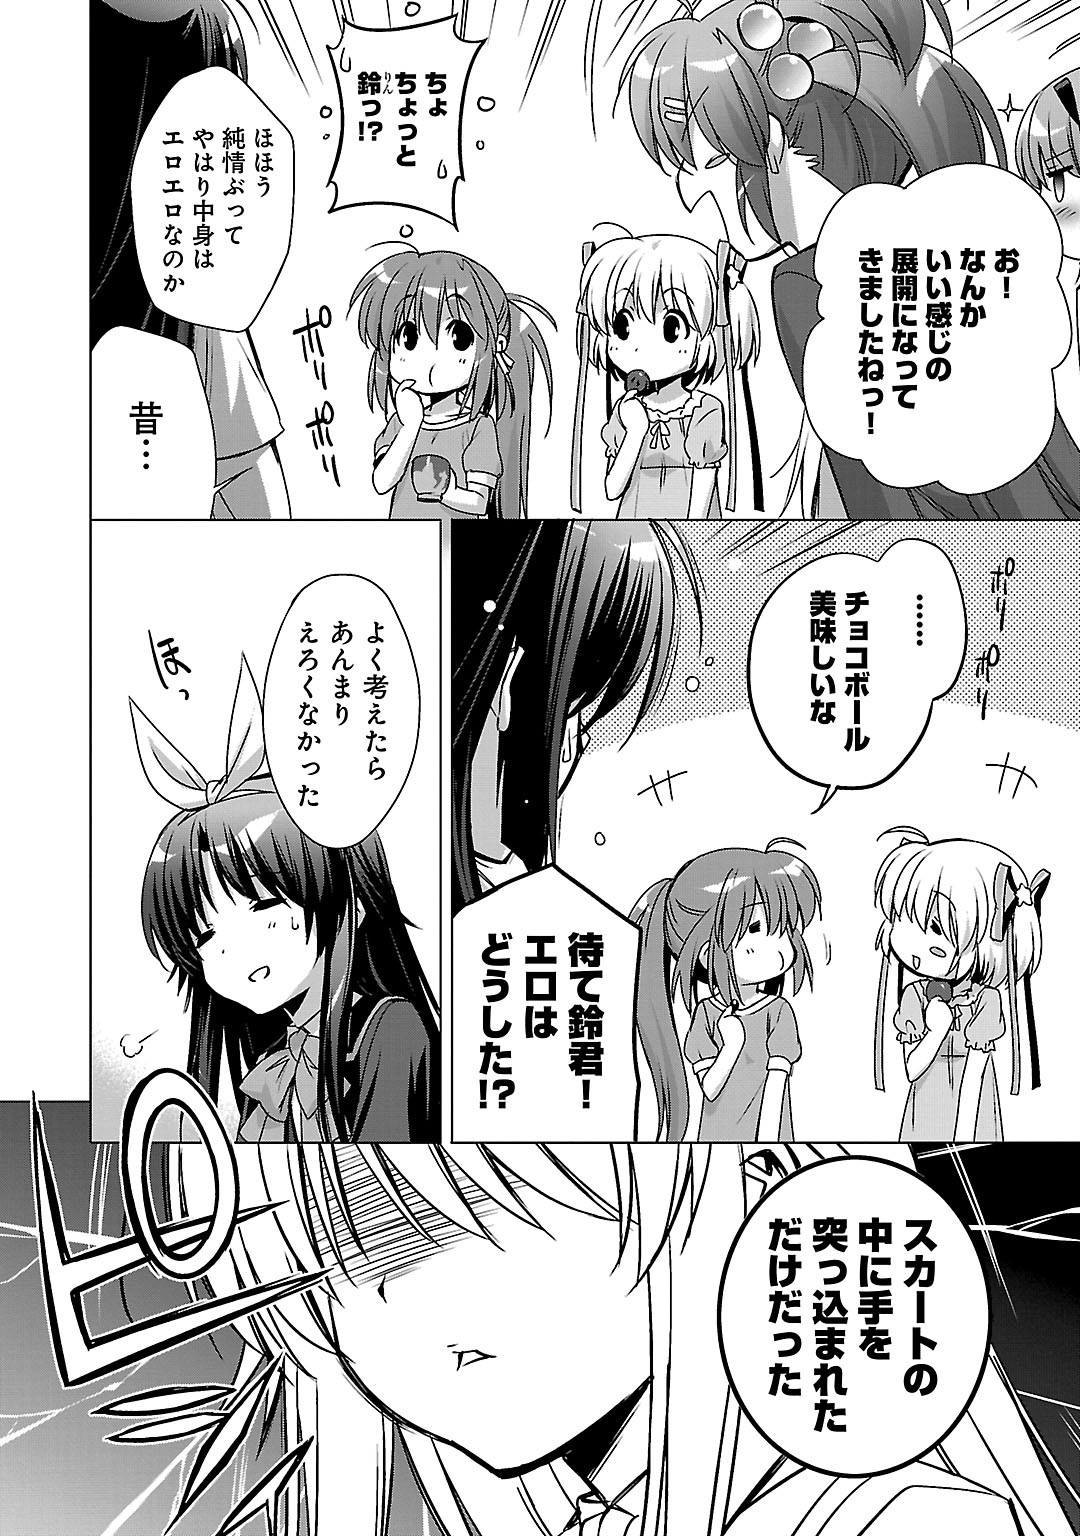 お！
なんか
いい感じの
展開になって
きましたねっ！
ちょ
ちょっと
鈴っ!?
りん
ほほう
純情ぶって
やはり中身は
エロエロなのか
ポリ
ポリ
昔…
……
チョコボール
美味しいな
ポリ
ポリ
待て鈴君！
エロは
どうした!?
よく考えたら
あんまり
えろくなかった
ほっ
スカートの
中に手を
突っ込まれた
だけだった
ピシ